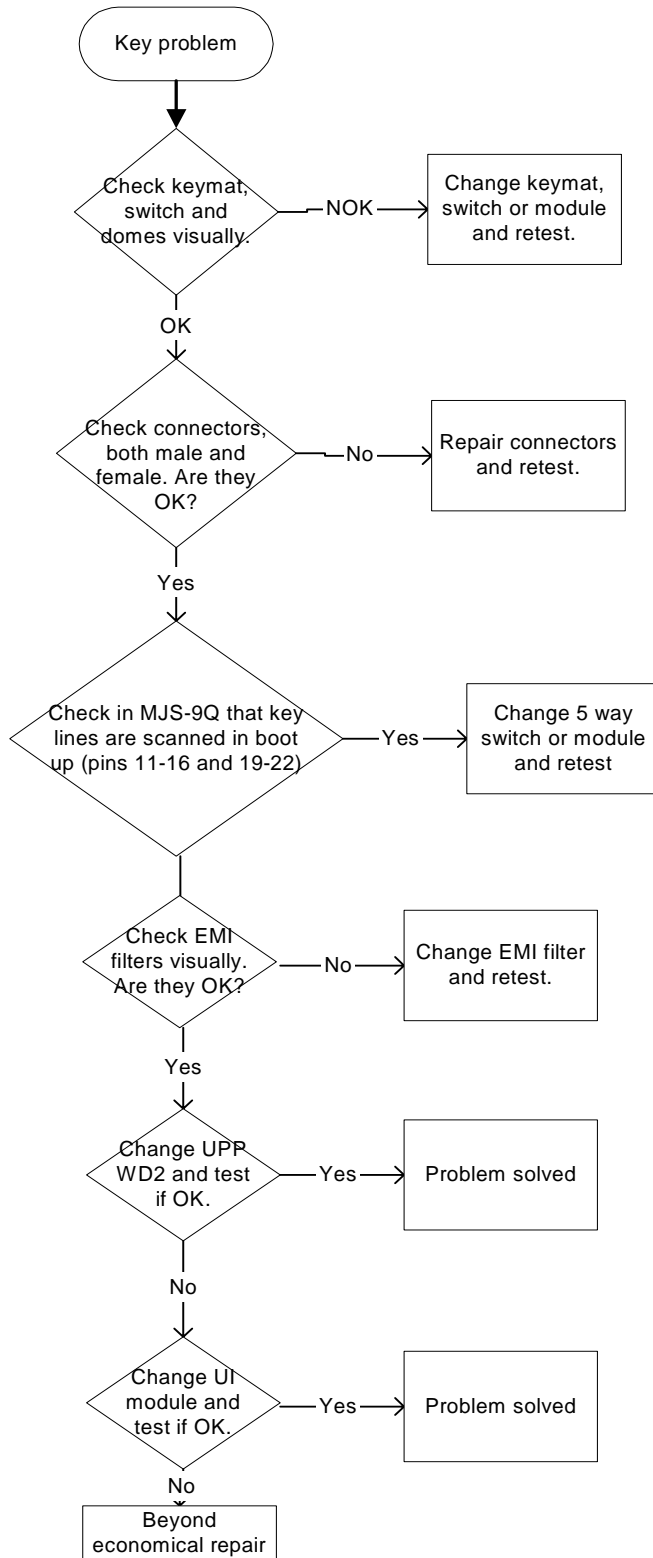 Key problem
Check keymat,
switch and
domes visually.
NOK
Change keymat,
switch or module
and retest.
OK
Check connectors,
both male and
female. Are they
OK?
No
Repair connectors
and retest.
Yes
Check in MJS-9Q that key
lines are scanned in boot
up (pins 11-16 and 19-22)
Yes
Change 5 way
switch or module
and retest
Check EMI
filters visually.
Are they OK?
No
Change EMI filter
and retest.
Yes
Change UPP
WD2 and test
if OK.
Yes
Problem solved
No
Change UI
module and
test if OK.
Yes
Problem solved
No
Beyond
economical repair